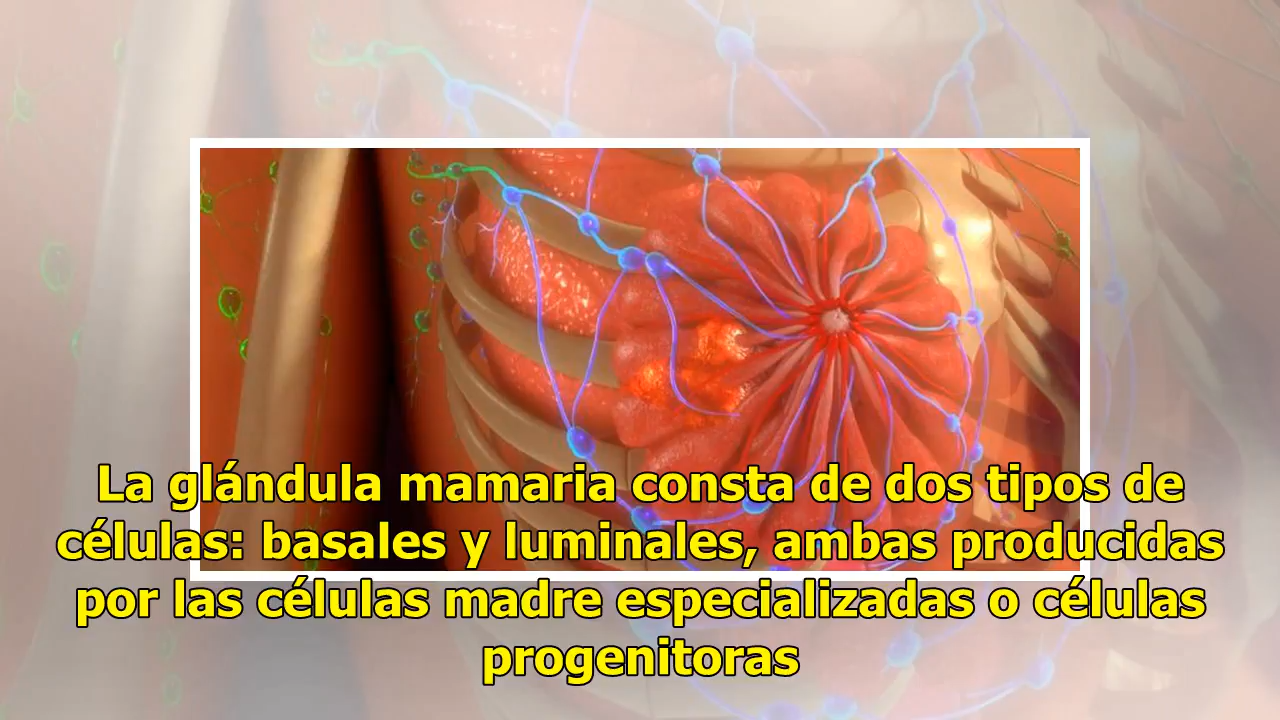 La glándula mamaria consta de dos tipos de
células: basales y luminales, ambas producidas
por las células madre especializadas o células
progenitoras